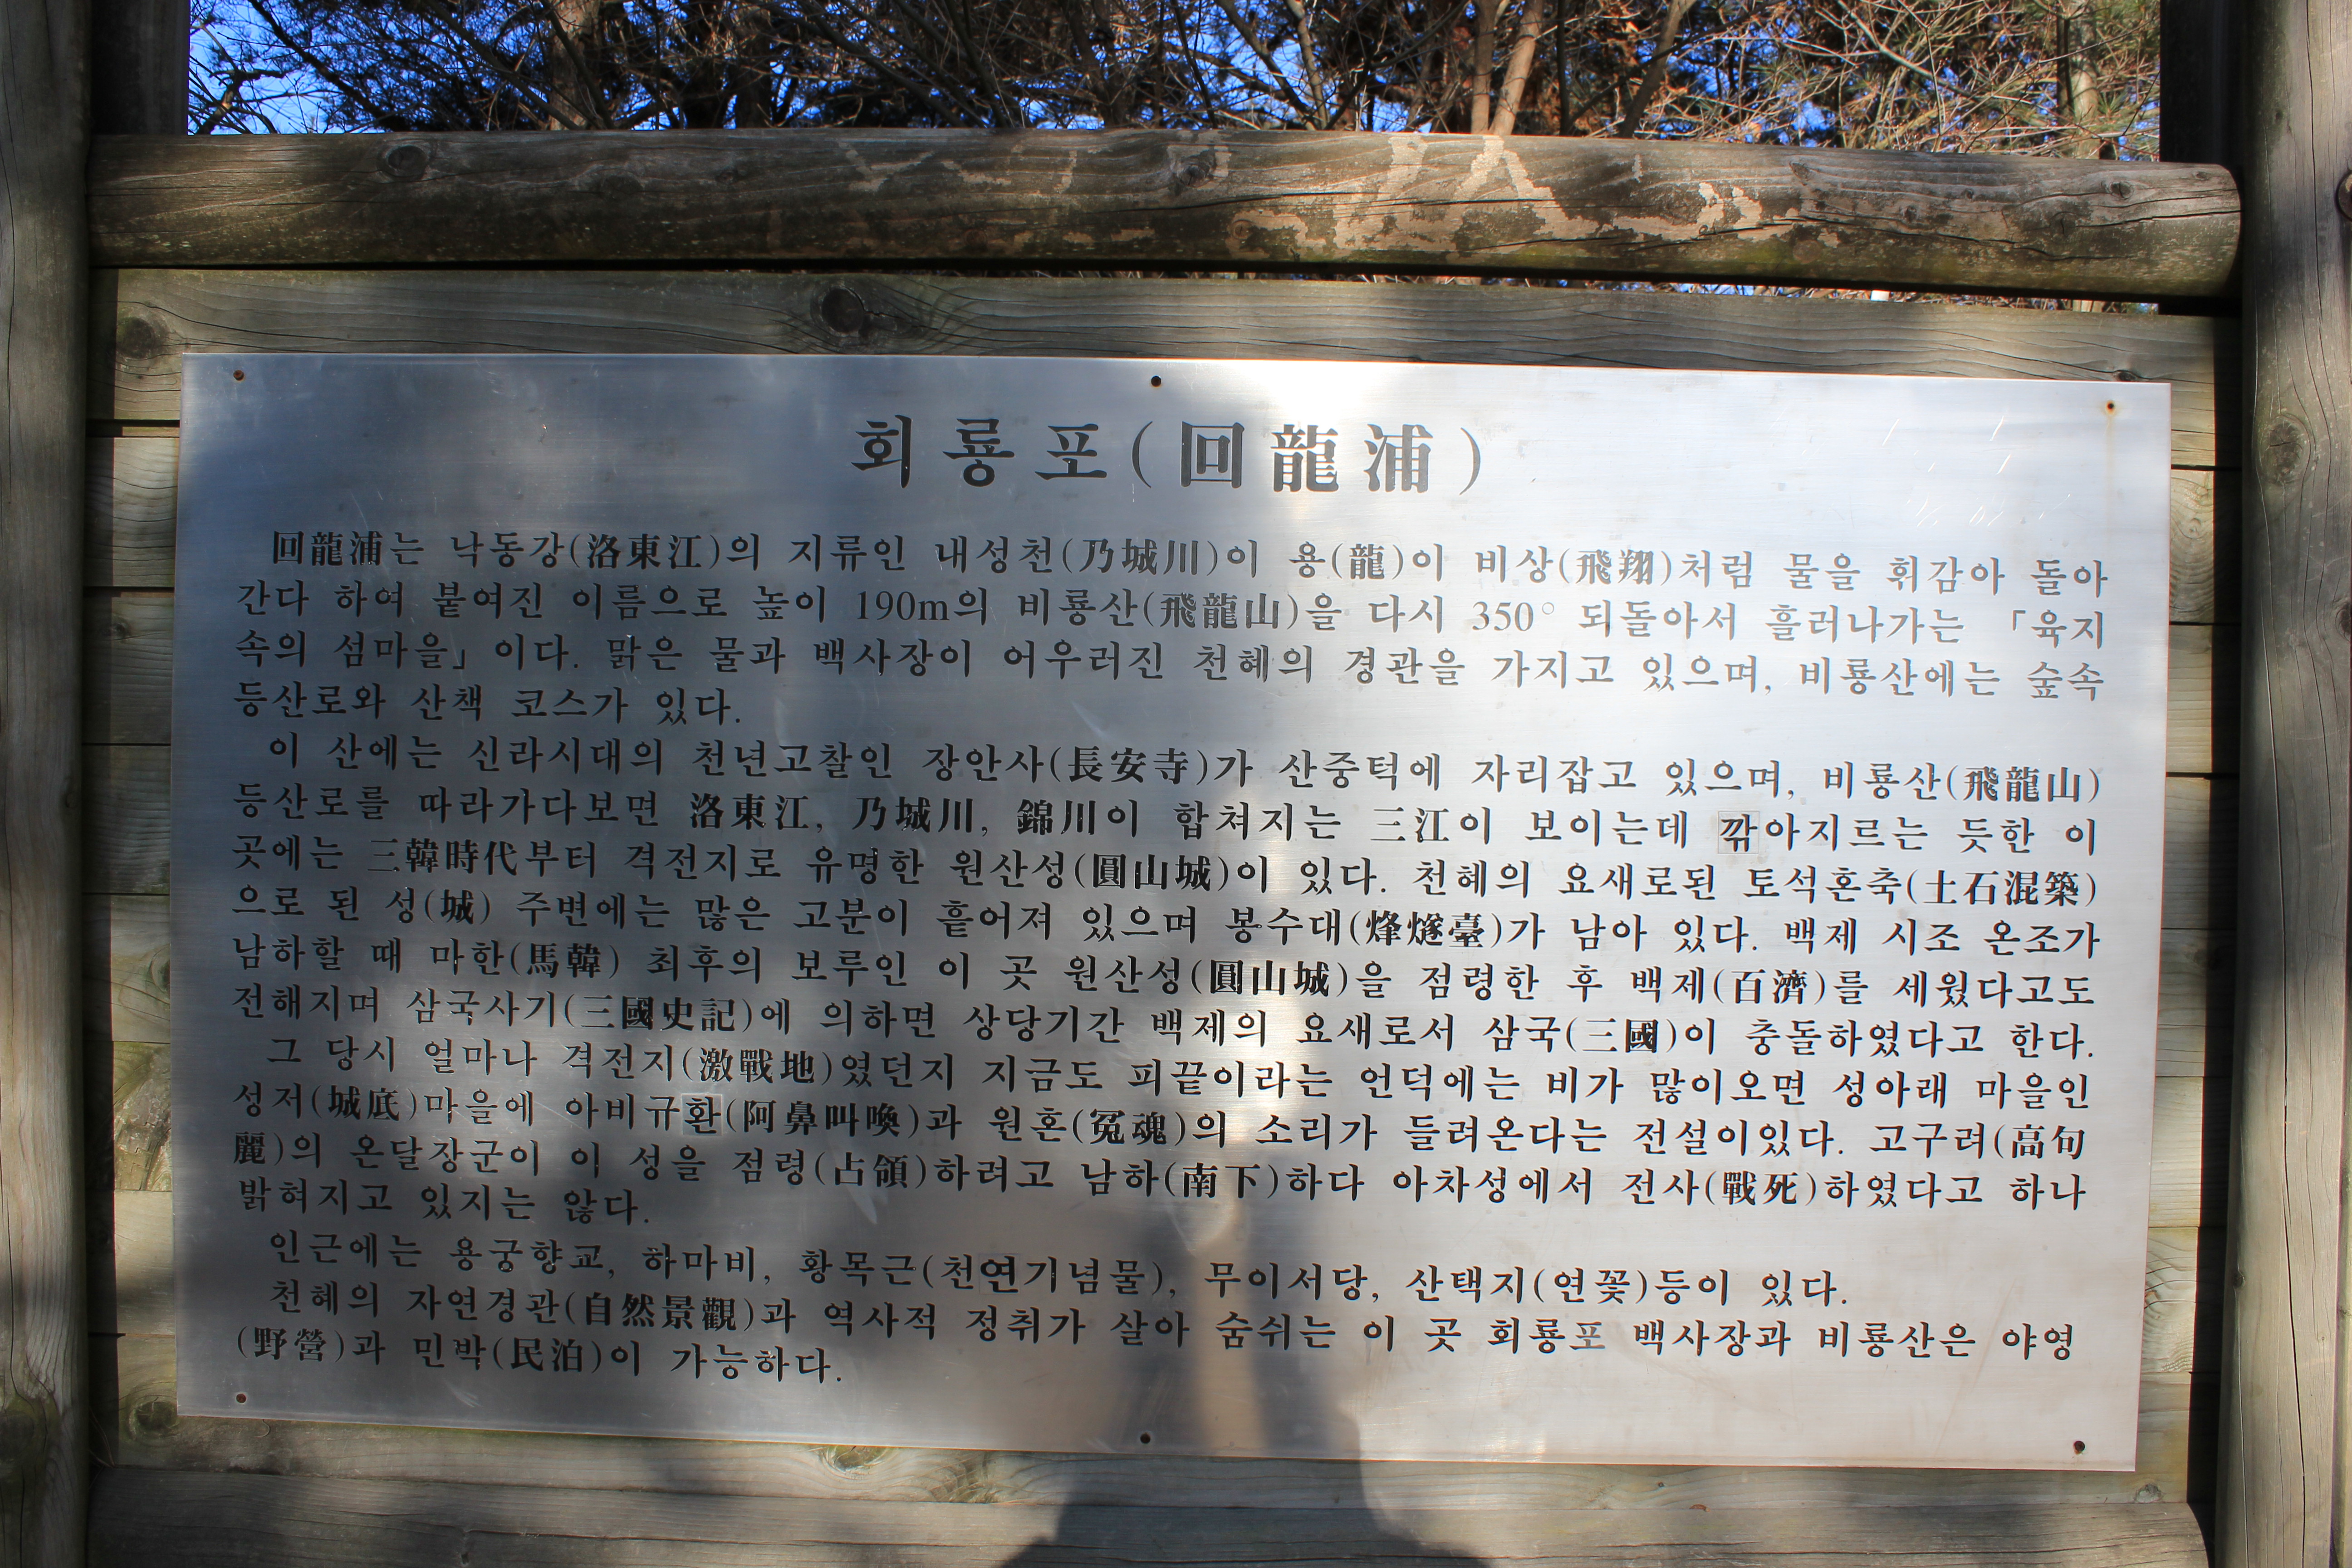 회룡포(回龍浦)
回龍浦는 낙동강(洛東江)의 지류인 내성천(乃城川)이 용(龍)이 비상(飛翔)처럼 물을 휘감아 돌아
간다 하여 붙여진 이름으로 높이 190m의 비룡산(飛龍山)을 다시 350° 되돌아서 흘러나가는 「육지
속의 섬마을」이다. 맑은 물과 백사장이 어우러진 천혜의 경관을 가지고 있으며, 비룡산에는 숲속
등산로와 산책 코스가 있다.
이 산에는 신라시대의 천년고찰인 장안사(長安寺)가 산중턱에 자리잡고 있으며, 비룡산(飛龍山)
등산로를 따라가다보면 洛東江, 乃城川, 錦川이 합쳐지는 三江이 보이는데 깎아지르는 듯한 이
곳에는 三韓時代부터 격전지로 유명한 원산성(圓山城)이 있다. 천혜의 요새로된 토석혼축(土石混築)
으로 된 성(城) 주변에는 많은 고분이 흩어져 있으며 봉수대(烽燧臺)가 남아 있다. 백제 시조 온조가
남하할 때 마한(馬韓) 최후의 보루인 이 곳 원산성(圓山城)을 점령한 후 백제(百濟)를 세웠다고도
전해지며 삼국사기(三國史記)에 의하면 상당기간 백제의 요새로서 삼국(三國)이 충돌하였다고 한다.
그 당시 얼마나 격전지(激戰地)였던지 지금도 피끝이라는 언덕에는 비가 많이오면 성아래 마을인
성저(城底)마을에 아비규환(阿鼻叫喚)과 원혼(冤魂)의 소리가 들려온다는 전설이있다. 고구려(高句
麗)의 온달장군이 이 성을 점령(占領)하려고 남하(南下)하다 아차성에서 전사(戰死)하였다고 하나
밝혀지고 있지는 않다.
인근에는 용궁향교, 하마비, 황목근(천연기념물), 무이서당, 산택지(연꽃)등이 있다.
천혜의 자연경관(自然景觀)과 역사적 정취가 살아 숨쉬는 이 곳 회룡포 백사장과 비룡산은 야영
(野營)과 민박(民泊)이 가능하다.